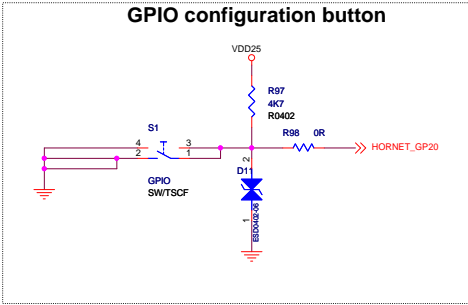 GPIO configuration button
VDD25
R97
4K7
R0402
R98 0R
HORNET_GP20
S1
4 3
2 1
GPIO
SW/TSCF
2
D11
1
ESD0402-06